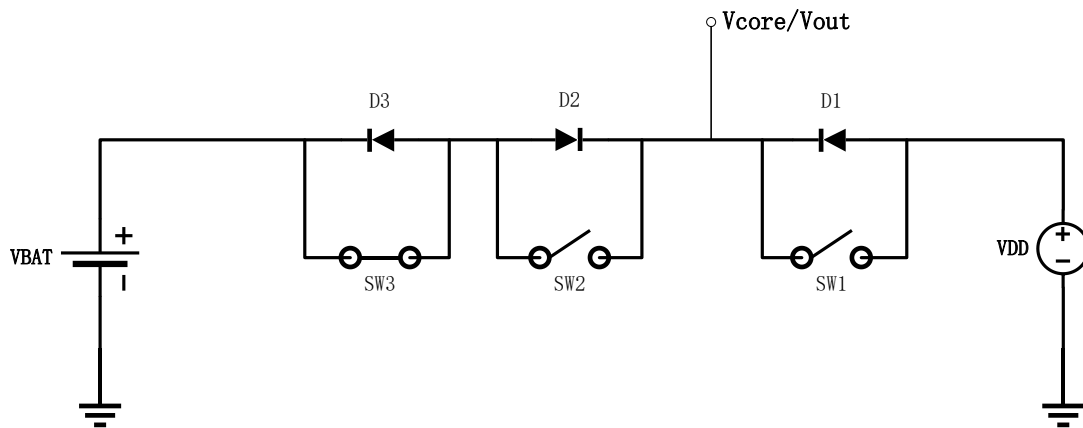 Vcore/Vout
D3
D2
D1
VBAT
+
−
SW3
SW2
SW1
VDD
+
−